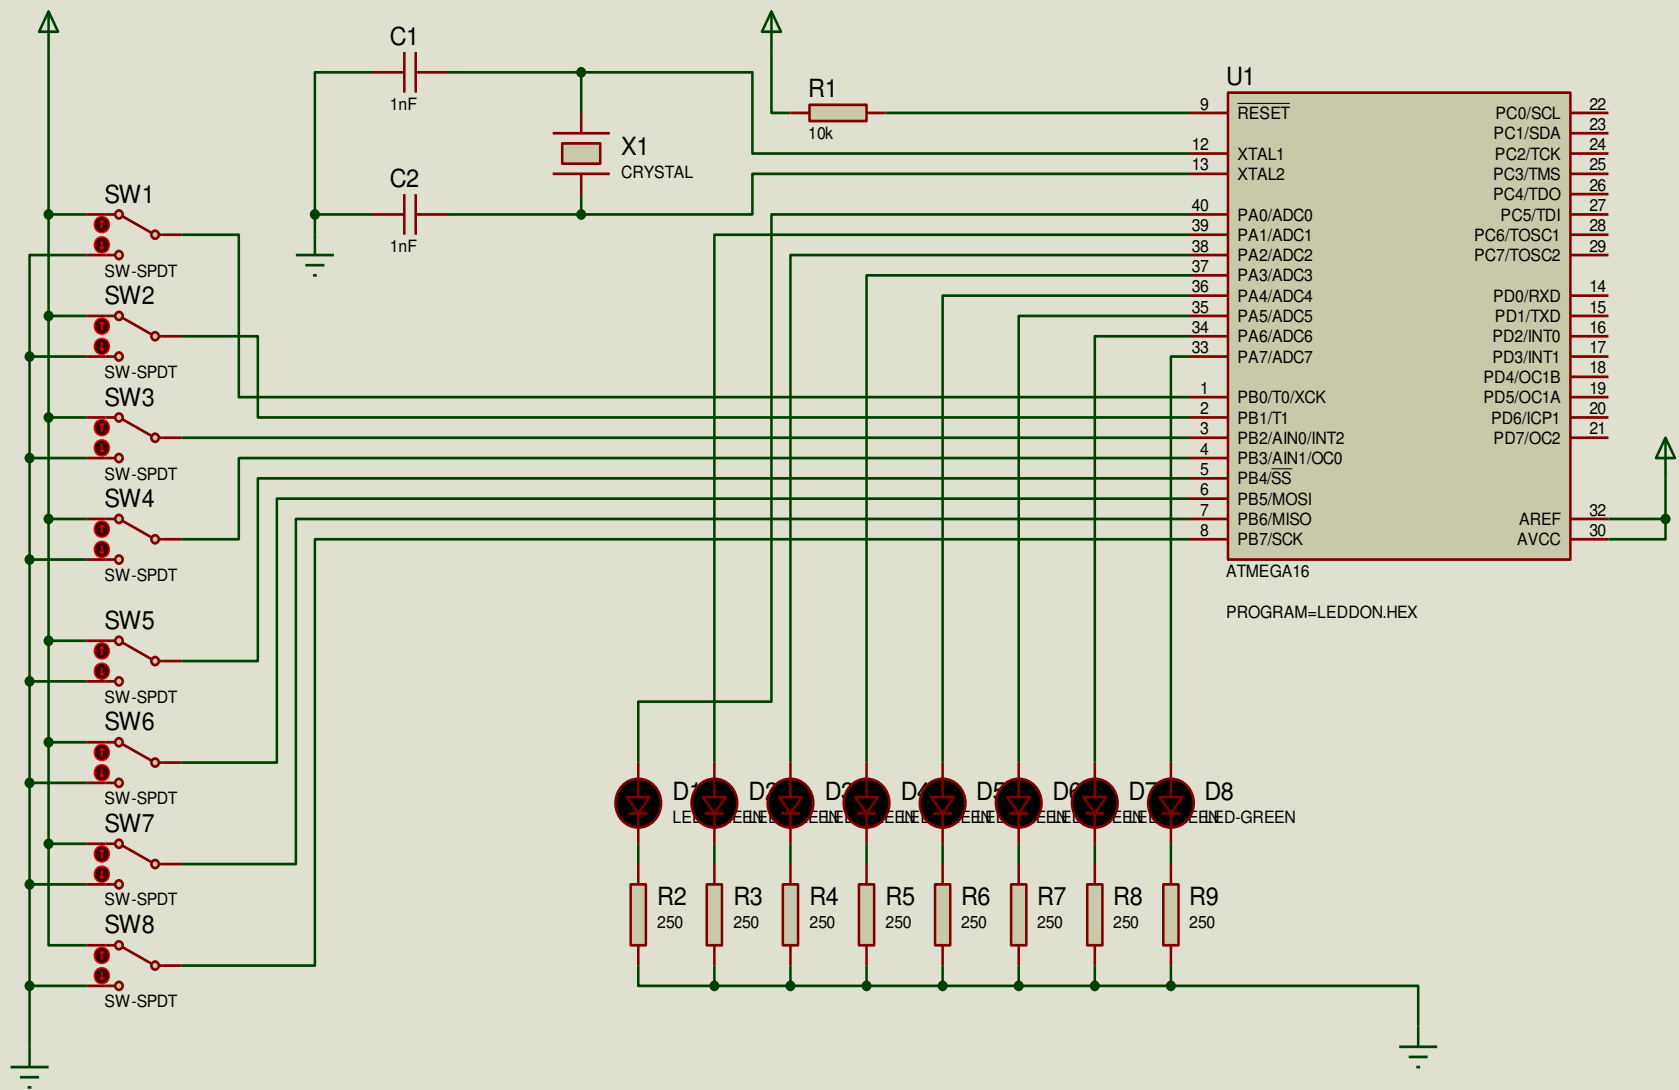 C1
1nF
C2
1nF
X1
CRYSTAL
R1
10k
SW1
SW-SPDT
SW2
SW-SPDT
SW3
SW-SPDT
SW4
SW-SPDT
SW5
SW-SPDT
SW6
SW-SPDT
SW7
SW-SPDT
SW8
SW-SPDT
U1
9 RESET
12 XTAL1
13 XTAL2
40 PA0/ADC0
39 PA1/ADC1
38 PA2/ADC2
37 PA3/ADC3
36 PA4/ADC4
35 PA5/ADC5
34 PA6/ADC6
33 PA7/ADC7
1 PB0/T0/XCK
2 PB1/T1
3 PB2/AIN0/INT2
4 PB3/AIN1/OC0
5 PB4/SS
6 PB5/MOSI
7 PB6/MISO
8 PB7/SCK
PC0/SCL 22
PC1/SDA 23
PC2/TCK 24
PC3/TMS 25
PC4/TDO 26
PC5/TDI 27
PC6/TOSC1 28
PC7/TOSC2 29
PD0/RXD 14
PD1/TXD 15
PD2/INT0 16
PD3/INT1 17
PD4/OC1B 18
PD5/OC1A 19
PD6/ICP1 20
PD7/OC2 21
AREF 32
AVCC 30
ATMEGA16
PROGRAM=LEDDON.HEX
D1 D2 D3 D4 D5 D6 D7 D8
LED-GREEN
R2 R3 R4 R5 R6 R7 R8 R9
250 250 250 250 250 250 250 250